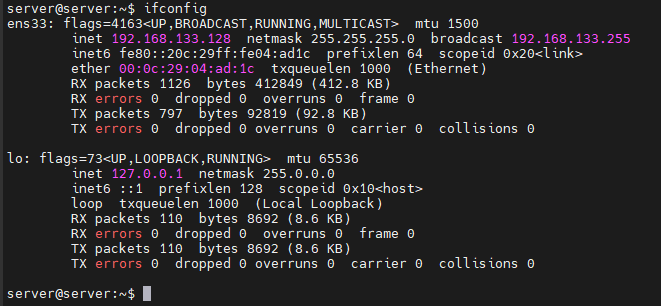 server@server:~$ ifconfig
ens33: flags=4163<UP,BROADCAST,RUNNING,MULTICAST>  mtu 1500
        inet 192.168.133.128  netmask 255.255.255.0  broadcast 192.168.133.255
        inet6 fe80::20c:29ff:fe04:ad1c  prefixlen 64  scopeid 0x20<link>
        ether 00:0c:29:04:ad:1c  txqueuelen 1000  (Ethernet)
        RX packets 1126  bytes 412849 (412.8 KB)
        RX errors 0  dropped 0  overruns 0  frame 0
        TX packets 797  bytes 92819 (92.8 KB)
        TX errors 0  dropped 0 overruns 0  carrier 0  collisions 0

lo: flags=73<UP,LOOPBACK,RUNNING>  mtu 65536
        inet 127.0.0.1  netmask 255.0.0.0
        inet6 ::1  prefixlen 128  scopeid 0x10<host>
        loop  txqueuelen 1000  (Local Loopback)
        RX packets 110  bytes 8692 (8.6 KB)
        RX errors 0  dropped 0  overruns 0  frame 0
        TX packets 110  bytes 8692 (8.6 KB)
        TX errors 0  dropped 0 overruns 0  carrier 0  collisions 0

server@server:~$